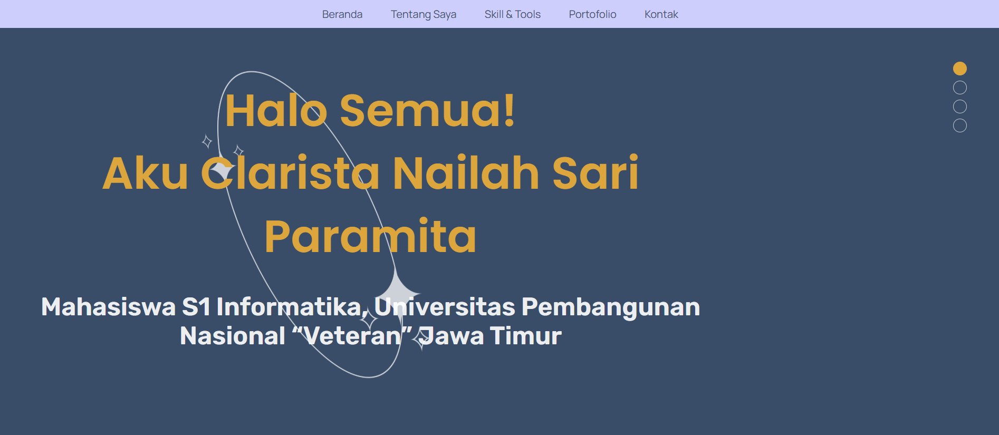 Beranda Tentang Saya Skill & Tools Portofolio Kontak
Halo Semua!
Aku Clarista Nailah Sari
Paramita
Mahasiswa S1 Informatika, Universitas Pembangunan
Nasional “Veteran” Jawa Timur